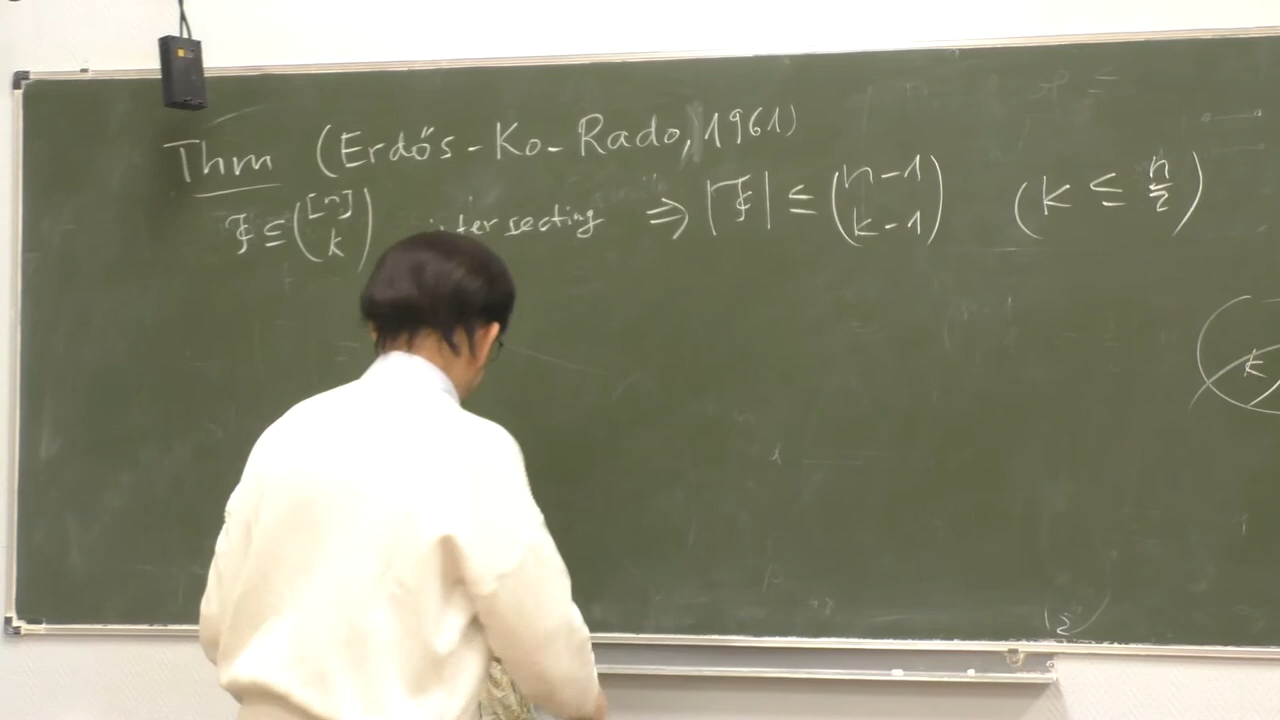 Thm (Erdős-Ko-Rado, 1961)
𝓕 ⊆ ([n] k) intersecting ⇒ |𝓕| ≤ (n-1 k-1) (k ≤ n/2)
k